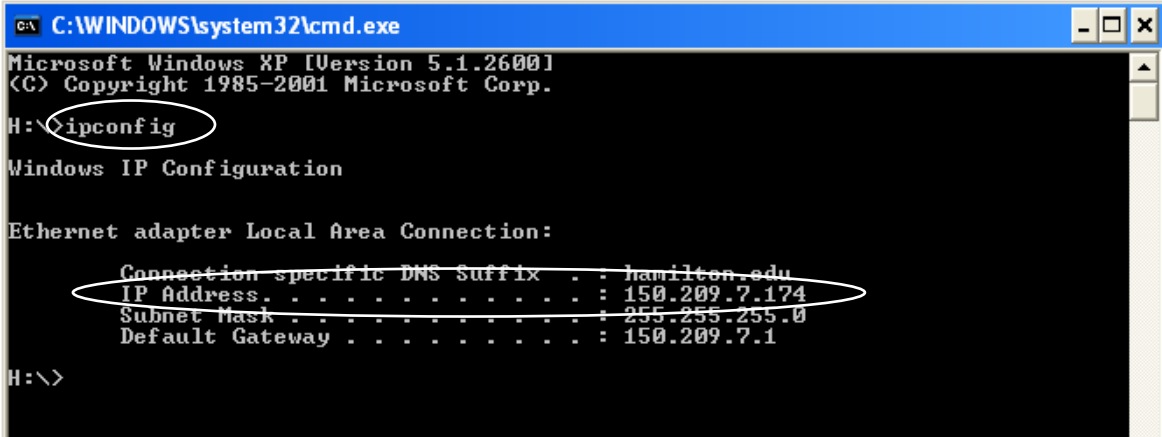 C:\WINDOWS\system32\cmd.exe
Microsoft Windows XP [Version 5.1.2600]
(C) Copyright 1985-2001 Microsoft Corp.
H:\>ipconfig
Windows IP Configuration
Ethernet adapter Local Area Connection:
Connection-specific DNS Suffix . : hamilton.edu
IP Address. . . . . . . . . . . . : 150.209.7.174
Subnet Mask . . . . . . . . . . . : 255.255.255.0
Default Gateway . . . . . . . . . : 150.209.7.1
H:\>